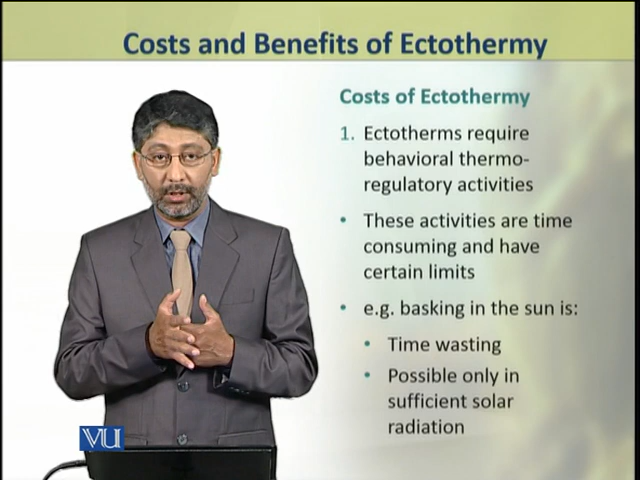 Costs and Benefits of Ectothermy
Costs of Ectothermy
1. Ectotherms require
behavioral thermo-
regulatory activities
• These activities are time
consuming and have
certain limits
• e.g. basking in the sun is:
• Time wasting
• Possible only in
sufficient solar
radiation
VU